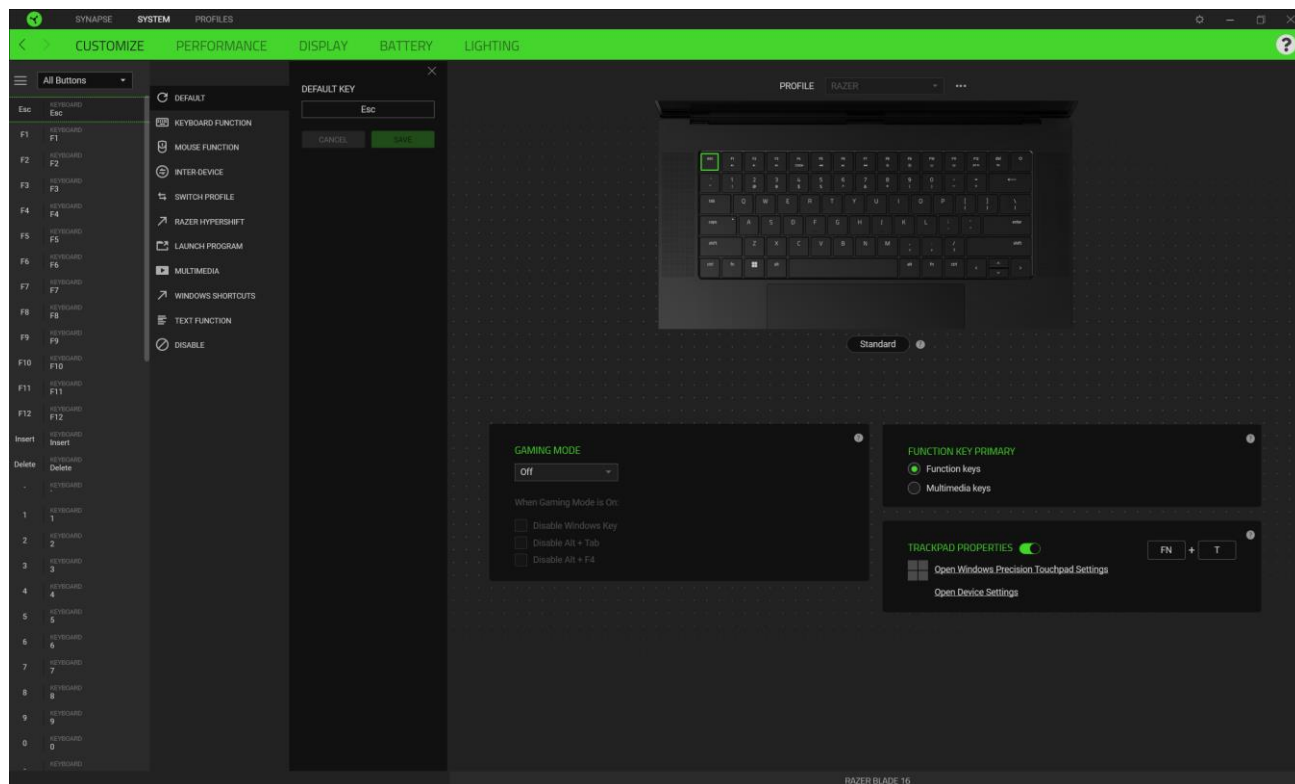 SYNAPSE SYSTEM PROFILES
CUSTOMIZE PERFORMANCE DISPLAY BATTERY LIGHTING
?
All Buttons
Esc KEYBOARD Esc
F1 KEYBOARD F1
F2 KEYBOARD F2
F3 KEYBOARD F3
F4 KEYBOARD F4
F5 KEYBOARD F5
F6 KEYBOARD F6
F7 KEYBOARD F7
F8 KEYBOARD F8
F9 KEYBOARD F9
F10 KEYBOARD F10
F11 KEYBOARD F11
F12 KEYBOARD F12
Insert KEYBOARD Insert
Delete KEYBOARD Delete
KEYBOARD
1 KEYBOARD 1
2 KEYBOARD 2
3 KEYBOARD 3
4 KEYBOARD 4
5 KEYBOARD 5
6 KEYBOARD 6
7 KEYBOARD 7
8 KEYBOARD 8
9 KEYBOARD 9
0 KEYBOARD 0
KEYBOARD
DEFAULT
KEYBOARD FUNCTION
MOUSE FUNCTION
INTER-DEVICE
SWITCH PROFILE
RAZER HYPERSHIFT
LAUNCH PROGRAM
MULTIMEDIA
WINDOWS SHORTCUTS
TEXT FUNCTION
DISABLE
DEFAULT KEY
Esc
CANCEL SAVE
PROFILE RAZER
Q W E R T Y U I O P
A S D F G H J K L
Z X C V B N M
Standard ?
GAMING MODE ?
Off
When Gaming Mode is On:
Disable Windows Key
Disable Alt + Tab
Disable Alt + F4
FUNCTION KEY PRIMARY ?
Function keys
Multimedia keys
TRACKPAD PROPERTIES FN + T ?
Open Windows Precision Touchpad Settings
Open Device Settings
RAZER BLADE 16